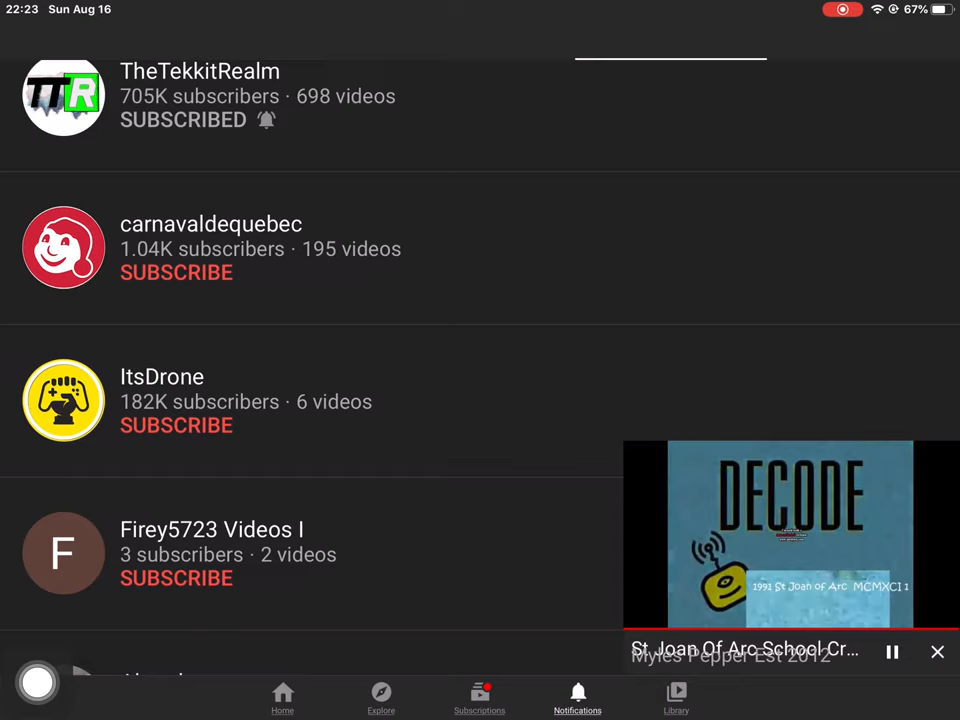 22:23 Sun Aug 16
67%
TTR
TheTekkitRealm
705K subscribers · 698 videos
SUBSCRIBED
carnavaldequebec
1.04K subscribers · 195 videos
SUBSCRIBE
ItsDrone
182K subscribers · 6 videos
SUBSCRIBE
F
Firey5723 Videos I
3 subscribers · 2 videos
SUBSCRIBE
DECODE
1991 St Joan of Arc MCMXCI 1
St. Joan Of Arc School Cr...
Myles Pepper Est 2012
Home
Explore
Subscriptions
Notifications
Library